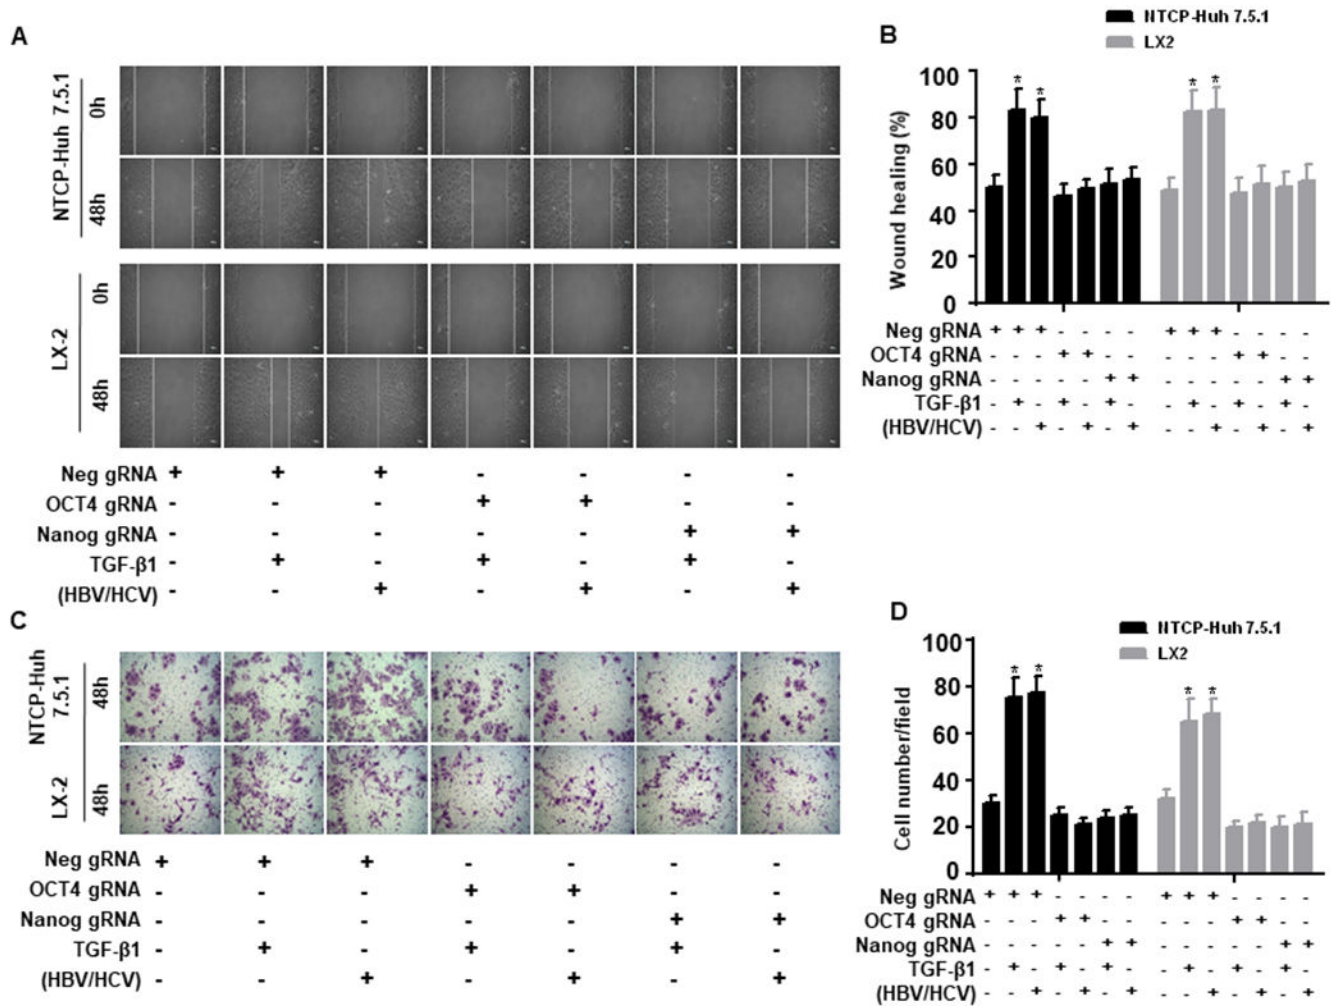 A
NTCP-Huh 7.5.1
0h
48h
LX-2
0h
48h
Neg gRNA + + + - - - -
OCT4 gRNA - - - + + - -
Nanog gRNA - - - - - + +
TGF-β1 - + - + - + -
(HBV/HCV) - - + - + - +
B
NTCP-Huh 7.5.1
LX2
Wound healing (%)
100
80
60
40
20
0
* * * *
Neg gRNA + + + - - - - + + + - - - -
OCT4 gRNA - - - + + - - - - - + + - -
Nanog gRNA - - - - - + + - - - - - + +
TGF-β1 - + - + - + - - + - + - + -
(HBV/HCV) - - + - + - + - - + - + - +
C
NTCP-Huh
7.5.1
48h
LX-2
48h
Neg gRNA + + + - - - -
OCT4 gRNA - - - + + - -
Nanog gRNA - - - - - + +
TGF-β1 - + - + - + -
(HBV/HCV) - - + - + - +
D
NTCP-Huh 7.5.1
LX2
Cell number/field
100
80
60
40
20
0
* * * *
Neg gRNA + + + - - - - + + + - - - -
OCT4 gRNA - - - + + - - - - - + + - -
Nanog gRNA - - - - - + + - - - - - + +
TGF-β1 - + - + - + - - + - + - + -
(HBV/HCV) - - + - + - + - - + - + - +